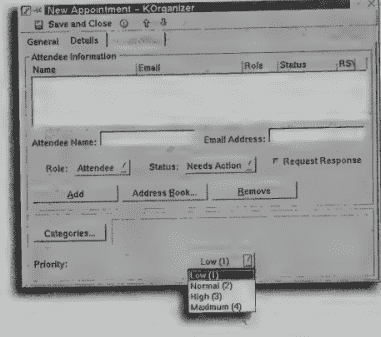 New Appointment - KOrganizer
Save and Close
General Details
Attendee Information
Name Email Role Status RSV
Attendee Name: Email Address:
Role: Attendee Status: Needs Action Request Response
Add Address Book... Remove
Categories...
Priority: Low (1)
Low (1)
Normal (2)
High (3)
Maximum (4)